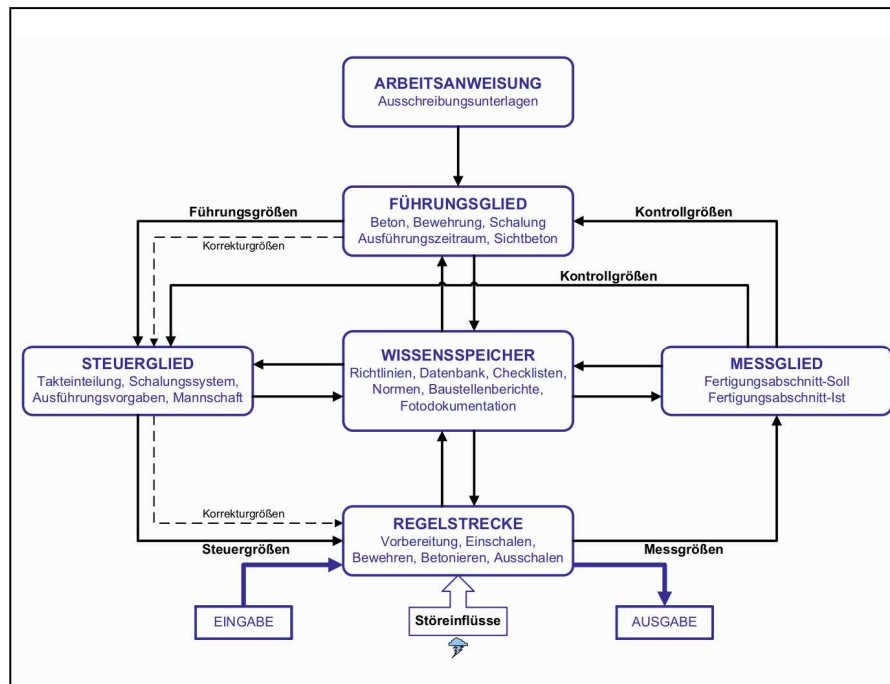 ARBEITSANWEISUNG
Ausschreibungsunterlagen
FÜHRUNGSGLIED
Beton, Bewehrung, Schalung
Ausführungszeitraum, Sichtbeton
Führungsgrößen
Korrekturgrößen
Kontrollgrößen
Kontrollgrößen
STEUERGLIED
Takteinteilung, Schalungssystem,
Ausführungsvorgaben, Mannschaft
WISSENSSPEICHER
Richtlinien, Datenbank, Checklisten,
Normen, Baustellenberichte,
Fotodokumentation
MESSGLIED
Fertigungsabschnitt-Soll
Fertigungsabschnitt-Ist
Korrekturgrößen
Steuergrößen
REGELSTRECKE
Vorbereitung, Einschalen,
Bewehren, Betonieren, Ausschalen
Messgrößen
EINGABE
Störeinflüsse
AUSGABE